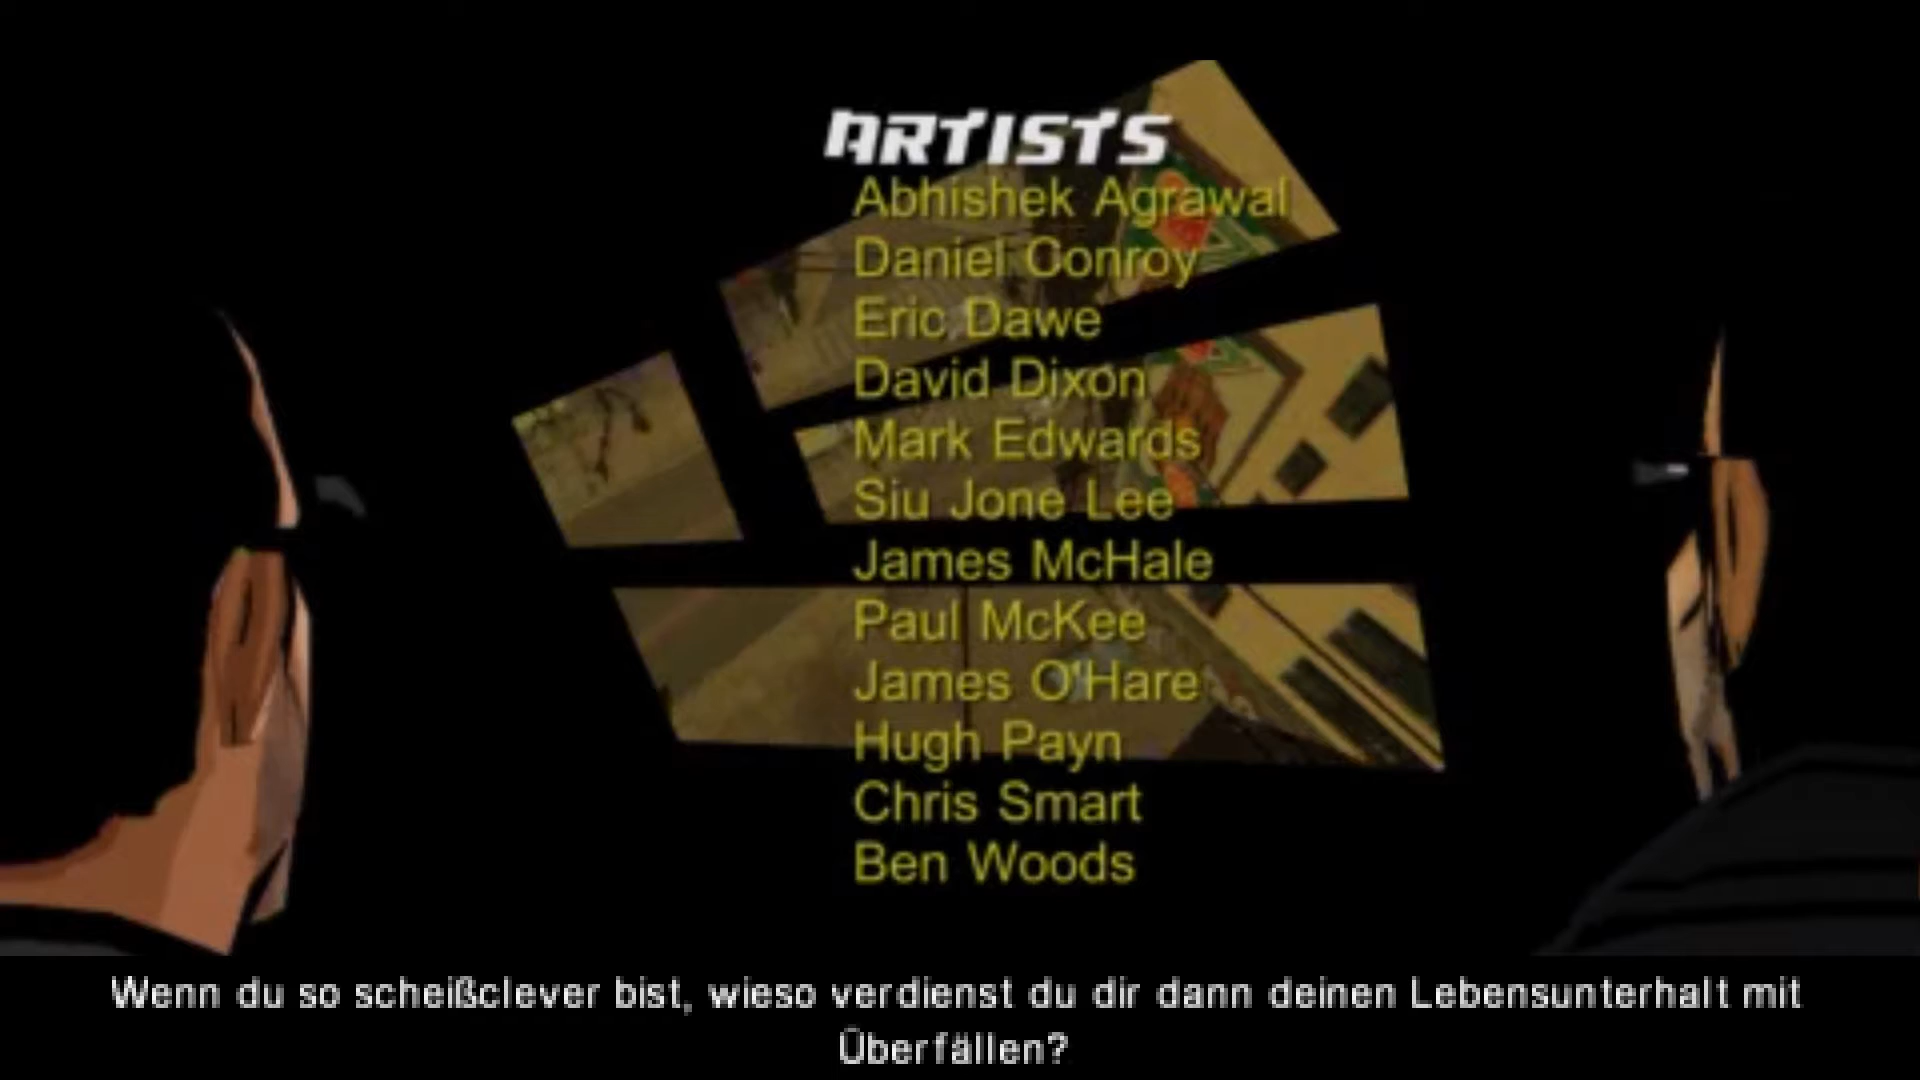 ARTISTS
Abhishek Agrawal
Daniel Conroy
Eric Dawe
David Dixon
Mark Edwards
Siu Jone Lee
James McHale
Paul McKee
James O'Hare
Hugh Payn
Chris Smart
Ben Woods
Wenn du so scheißclever bist, wieso verdienst du dir dann deinen Lebensunterhalt mit
Überfällen?